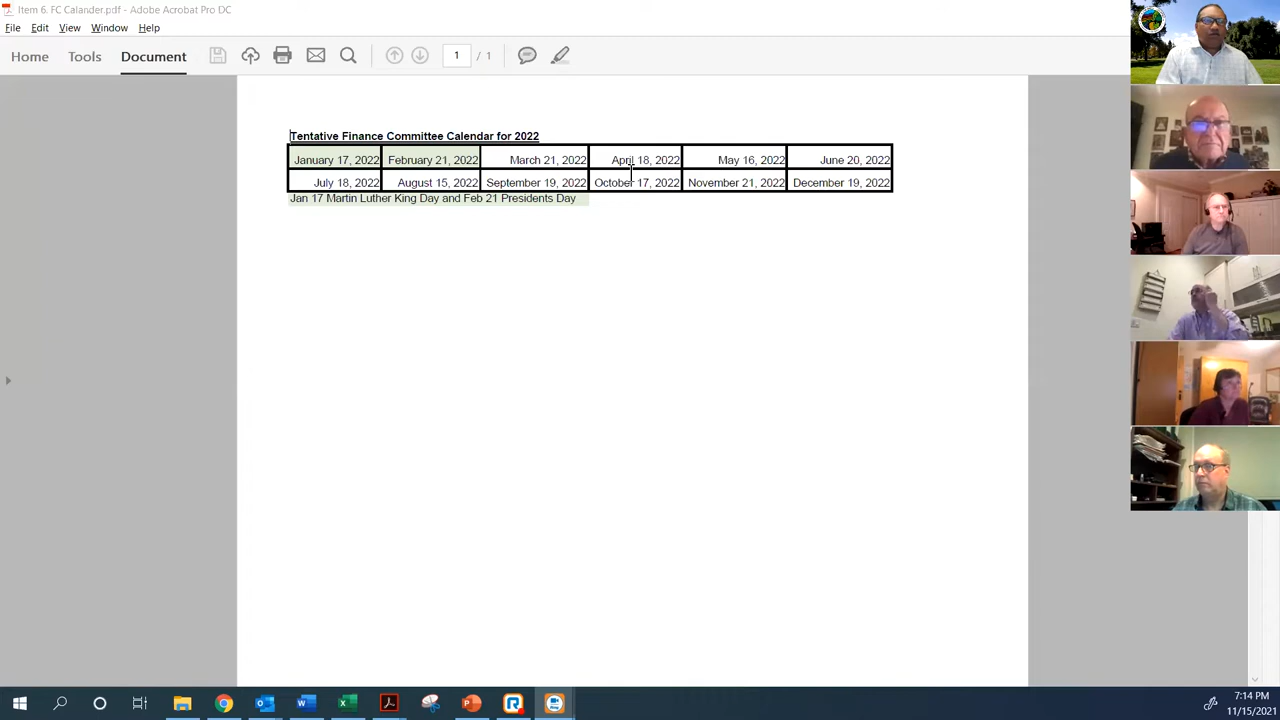 Item 6. FC Calander.pdf - Adobe Acrobat Pro DC
File Edit View Window Help
Home Tools Document 1 / 1
Tentative Finance Committee Calendar for 2022
January 17, 2022 February 21, 2022 March 21, 2022 April 18, 2022 May 16, 2022 June 20, 2022
July 18, 2022 August 15, 2022 September 19, 2022 October 17, 2022 November 21, 2022 December 19, 2022
Jan 17 Martin Luther King Day and Feb 21 Presidents Day
7:14 PM
11/15/2021